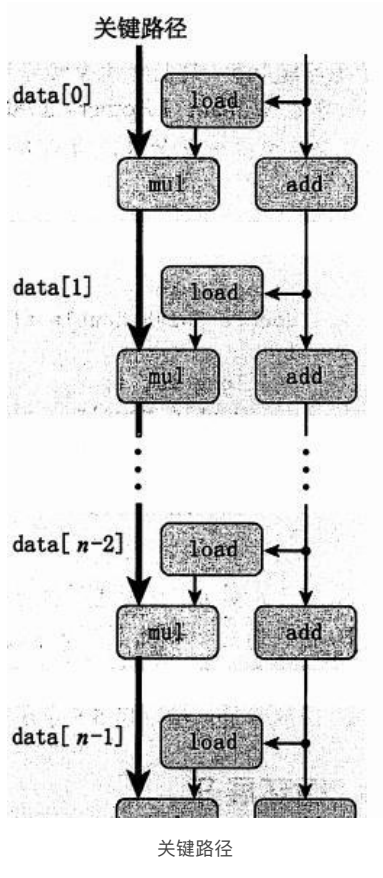 关键路径
data[0]
load
mul
add
data[1]
load
mul
add
data[n-2]
load
mul
add
data[n-1]
load
关键路径